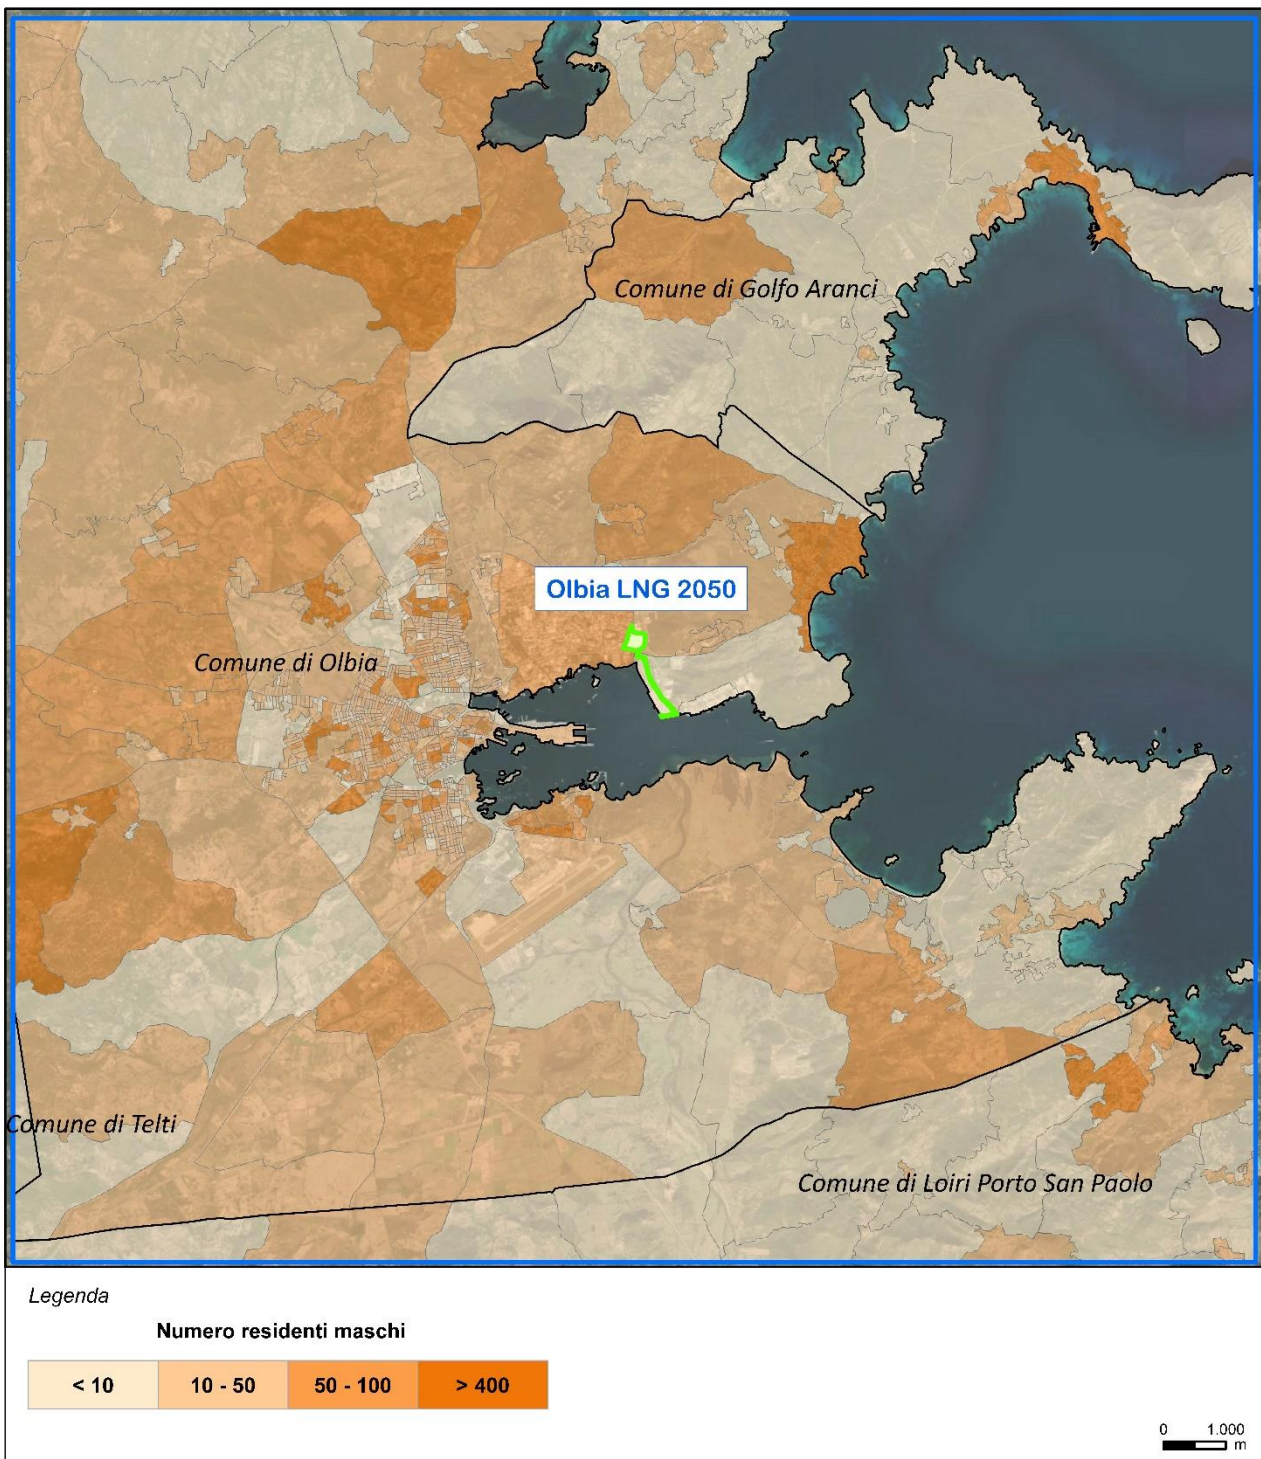 Comune di Golfo Aranci
Olbia LNG 2050
Comune di Olbia
Comune di Telti
Comune di Loiri Porto San Paolo
Legenda
Numero residenti maschi
< 10
10 - 50
50 - 100
> 400
0 1.000
m